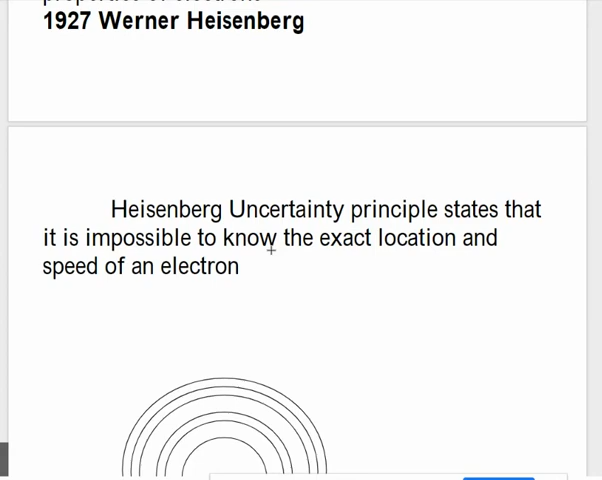 1927 Werner Heisenberg
Heisenberg Uncertainty principle states that
it is impossible to know the exact location and
speed of an electron